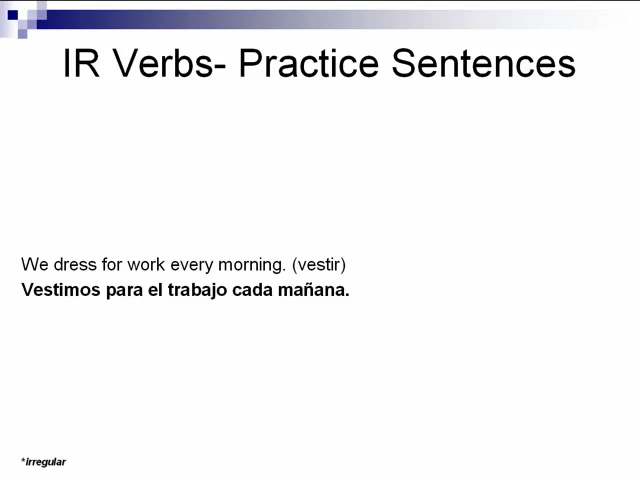 IR Verbs- Practice Sentences
We dress for work every morning. (vestir)
Vestimos para el trabajo cada mañana.
*irregular